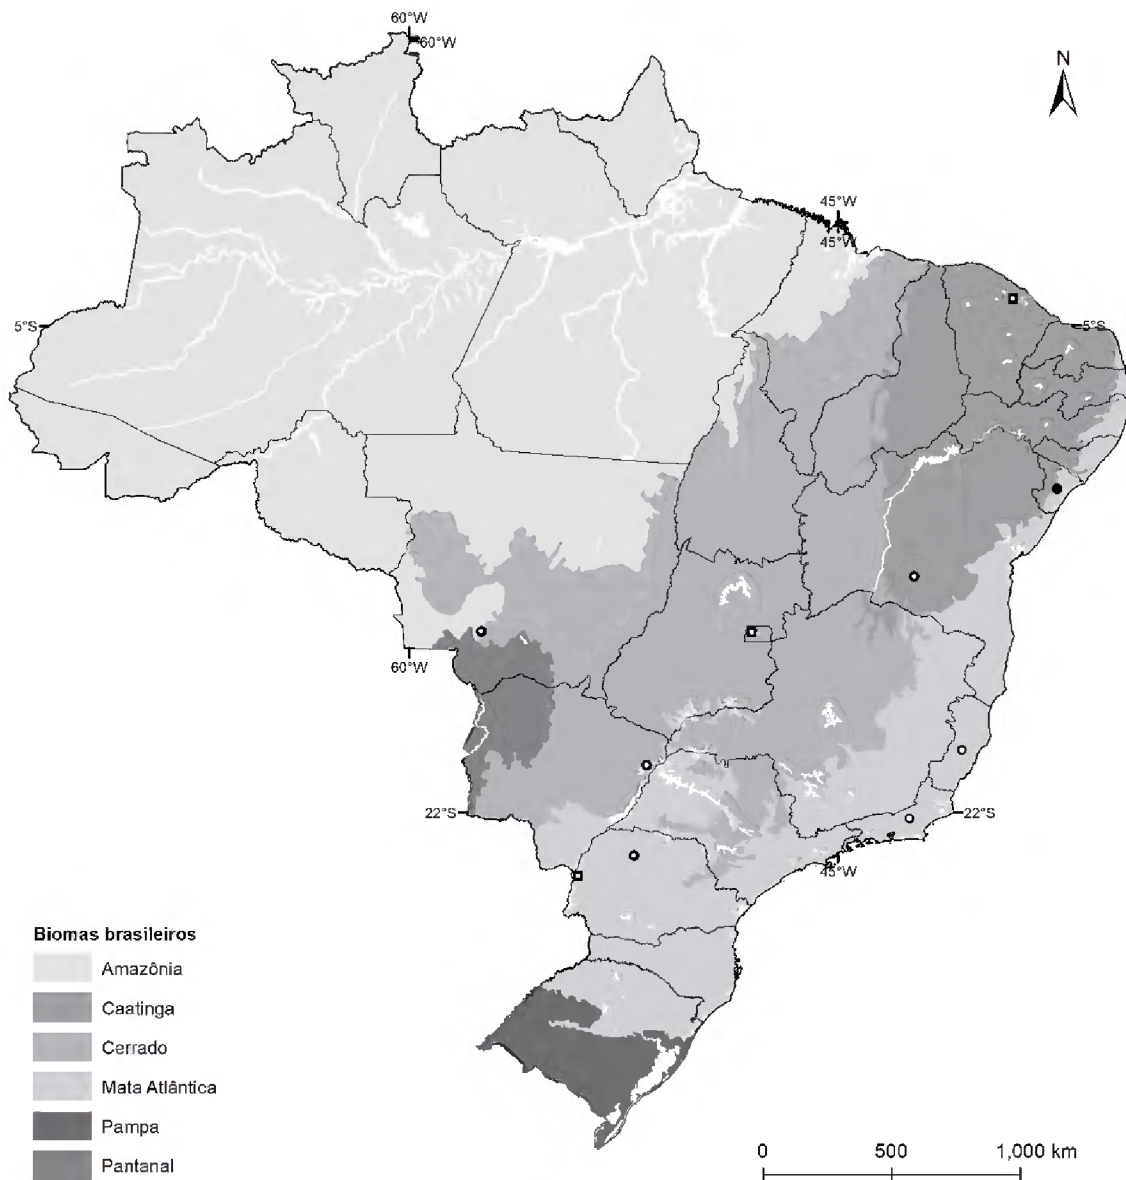 60°W
60°W
N
45°W
45°W
5°S
5°S
60°W
22°S
22°S
45°W
Biomas brasileiros
Amazônia
Caatinga
Cerrado
Mata Atlântica
Pampa
Pantanal
0 500 1,000 km